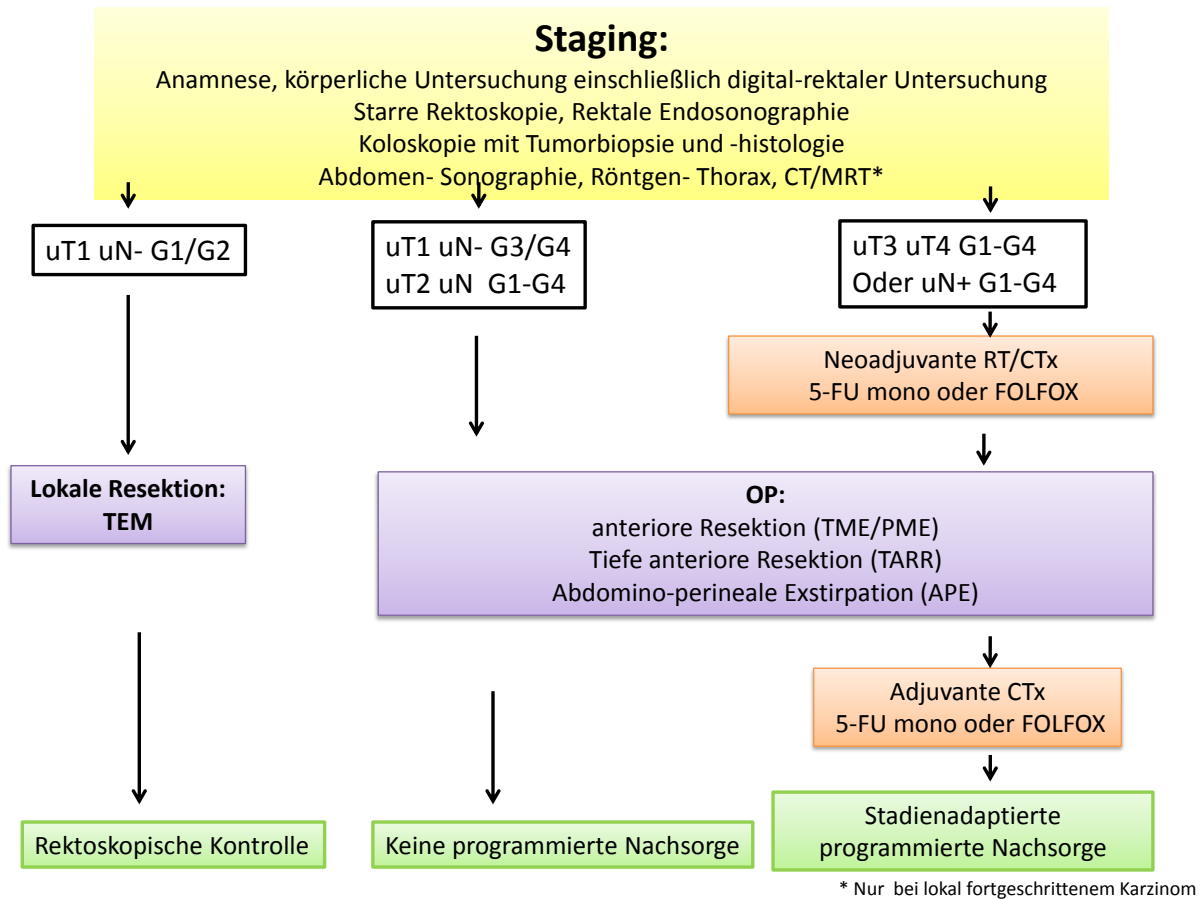 Staging:
Anamnese, körperliche Untersuchung einschließlich digital-rektaler Untersuchung
Starre Rektoskopie, Rektale Endosonographie
Koloskopie mit Tumorbiopsie und -histologie
Abdomen- Sonographie, Röntgen- Thorax, CT/MRT*
uT1 uN- G1/G2
uT1 uN- G3/G4
uT2 uN G1-G4
uT3 uT4 G1-G4
Oder uN+ G1-G4
Neoadjuvante RT/CTx
5-FU mono oder FOLFOX
Lokale Resektion:
TEM
OP:
anteriore Resektion (TME/PME)
Tiefe anteriore Resektion (TARR)
Abdomino-perineale Exstirpation (APE)
Adjuvante CTx
5-FU mono oder FOLFOX
Rektoskopische Kontrolle
Keine programmierte Nachsorge
Stadienadaptierte
programmierte Nachsorge
* Nur bei lokal fortgeschrittenem Karzinom